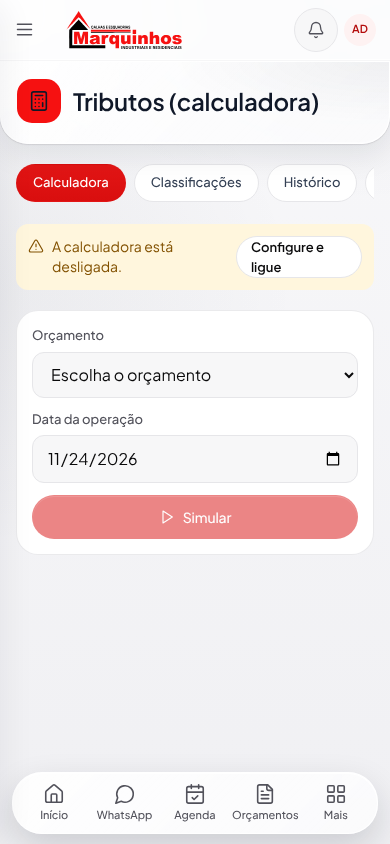 CALHAS E ESQUADRIAS
Marquinhos
INDUSTRIAIS E RESIDENCIAIS
AD
Tributos (calculadora)
Calculadora
Classificações
Histórico
A calculadora está
desligada.
Configure e
ligue
Orçamento
Escolha o orçamento
Data da operação
11/24/2026
Simular
Início
WhatsApp
Agenda
Orçamentos
Mais